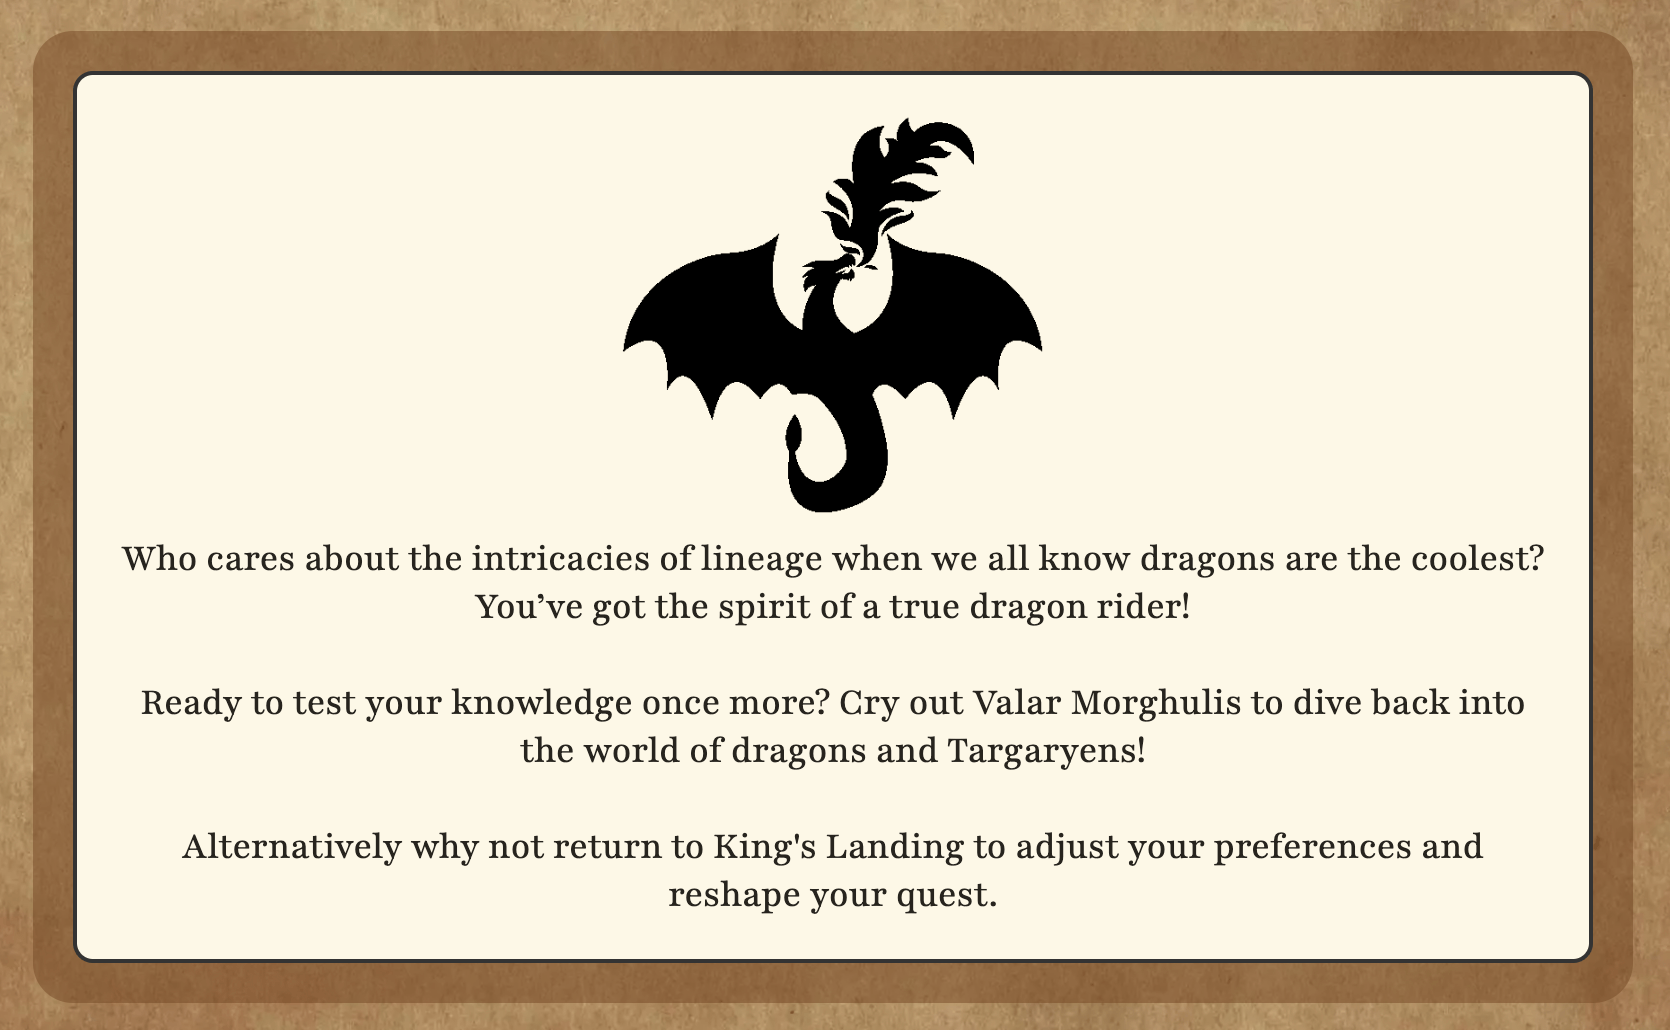 Who cares about the intricacies of lineage when we all know dragons are the coolest?
You’ve got the spirit of a true dragon rider!
Ready to test your knowledge once more? Cry out Valar Morghulis to dive back into
the world of dragons and Targaryens!
Alternatively why not return to King's Landing to adjust your preferences and
reshape your quest.